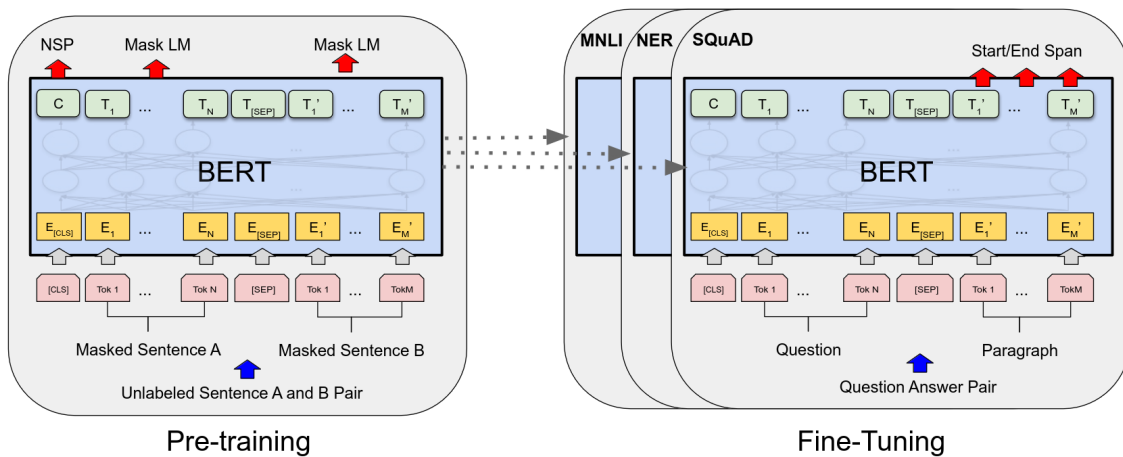 NSP Mask LM Mask LM
C T1 ... TN T[SEP] T1' ... TM'
...
BERT
...
E[CLS] E1 ... EN E[SEP] E1' ... EM'
[CLS] Tok 1 ... Tok N [SEP] Tok 1 ... TokM
Masked Sentence A Masked Sentence B
Unlabeled Sentence A and B Pair
Pre-training
MNLI NER SQuAD
Start/End Span
C T1 ... TN T[SEP] T1' ... TM'
...
BERT
...
E[CLS] E1 ... EN E[SEP] E1' ... EM'
[CLS] Tok 1 ... Tok N [SEP] Tok 1 ... TokM
Question Paragraph
Question Answer Pair
Fine-Tuning